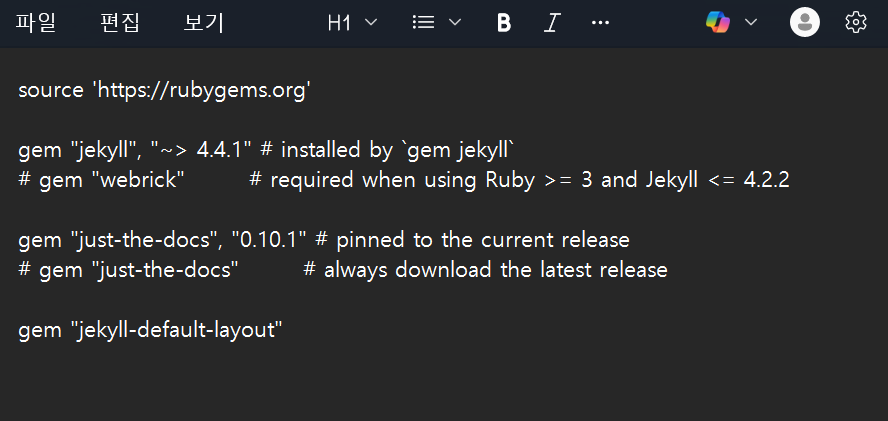 파일 편집 보기 H1 B I ...
source 'https://rubygems.org'
gem "jekyll", "~> 4.4.1" # installed by `gem jekyll`
# gem "webrick" # required when using Ruby >= 3 and Jekyll <= 4.2.2
gem "just-the-docs", "0.10.1" # pinned to the current release
# gem "just-the-docs" # always download the latest release
gem "jekyll-default-layout"